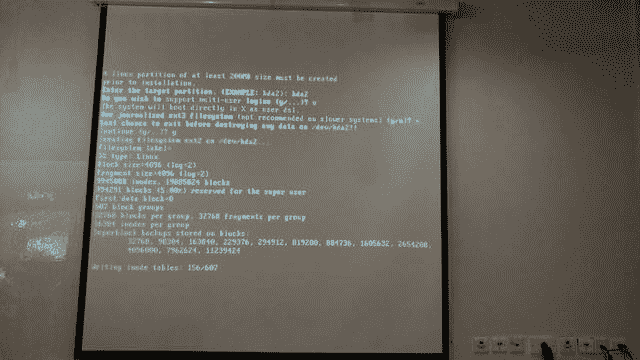 A linux partition of at least 200MB size must be created
prior to installation.
Enter the target partition. (EXAMPLE: hda2): hda2
Do you wish to support multi-user logins (y/...)? n
The system will boot directly in X as user dsl.
Use journalized ext3 filesystem (not recommended on slower systems) (y/n)?
Last chance to exit before destroying any data on /dev/hda2!!
Continue (y/..)? y
Creating filesystem ext2 on /dev/hda2...
Filesystem label=
OS type: Linux
Block size=4096 (log=2)
Fragment size=4096 (log=2)
inodes, 19885824 blocks
994291 blocks (5.00%) reserved for the super user
First data block=0
607 block groups
32768 blocks per group, 32768 fragments per group
16384 inodes per group
Superblock backups stored on blocks:
32768, 98304, 163840, 229376, 294912, 819200, 884736, 1605632, 2654208,
4096000, 7962624, 11239424
Writing inode tables: 156/607